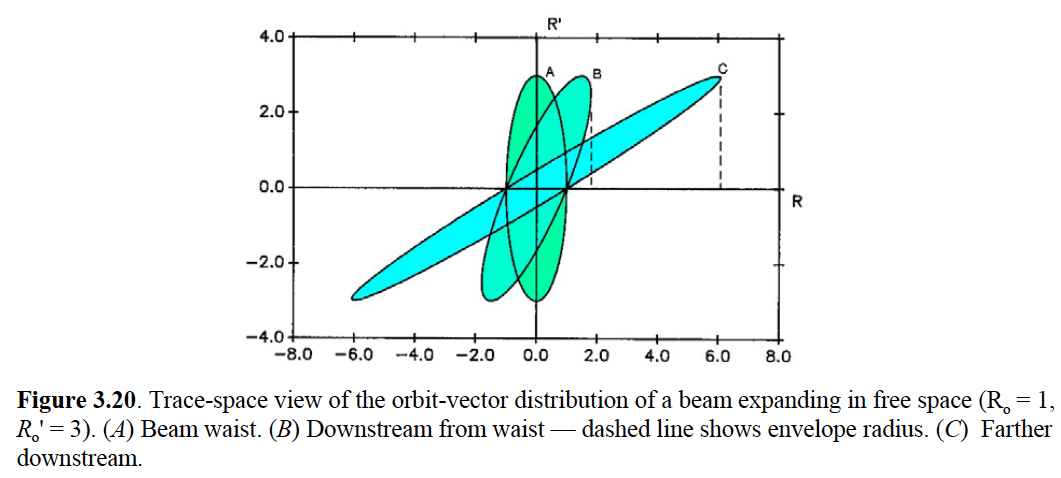 R'
4.0
A
B
C
2.0
0.0
R
−2.0
−4.0
−8.0 −6.0 −4.0 −2.0 0.0 2.0 4.0 6.0 8.0
Figure 3.20. Trace-space view of the orbit-vector distribution of a beam expanding in free space (Rₒ = 1,
Rₒ' = 3). (A) Beam waist. (B) Downstream from waist — dashed line shows envelope radius. (C) Farther
downstream.